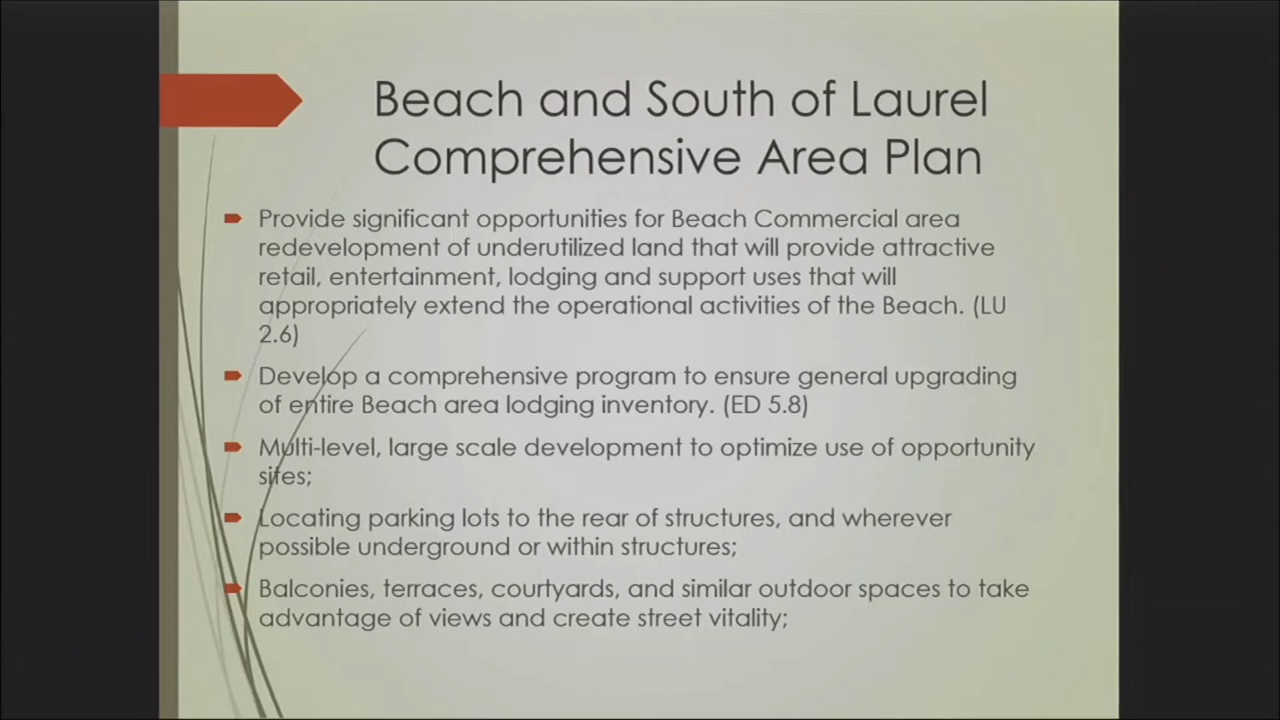 Beach and South of Laurel
Comprehensive Area Plan
Provide significant opportunities for Beach Commercial area
redevelopment of underutilized land that will provide attractive
retail, entertainment, lodging and support uses that will
appropriately extend the operational activities of the Beach. (LU
2.6)
Develop a comprehensive program to ensure general upgrading
of entire Beach area lodging inventory. (ED 5.8)
Multi-level, large scale development to optimize use of opportunity
sites;
Locating parking lots to the rear of structures, and wherever
possible underground or within structures;
Balconies, terraces, courtyards, and similar outdoor spaces to take
advantage of views and create street vitality;